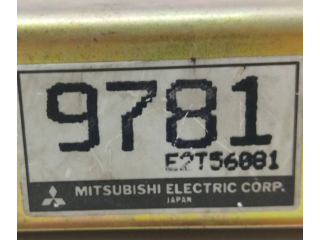 9781
E2T56081
MITSUBISHI ELECTRIC CORP.
JAPAN